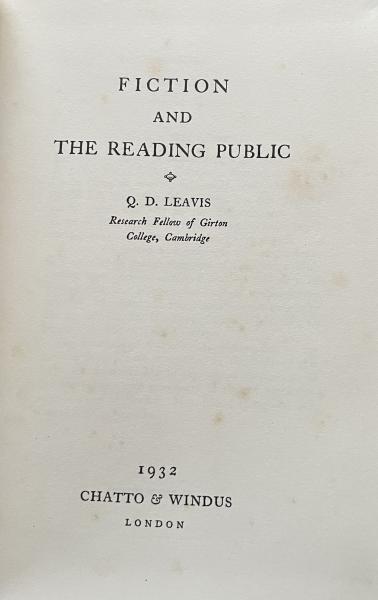 FICTION
AND
THE READING PUBLIC
Q. D. LEAVIS
Research Fellow of Girton
College, Cambridge
1932
CHATTO & WINDUS
LONDON